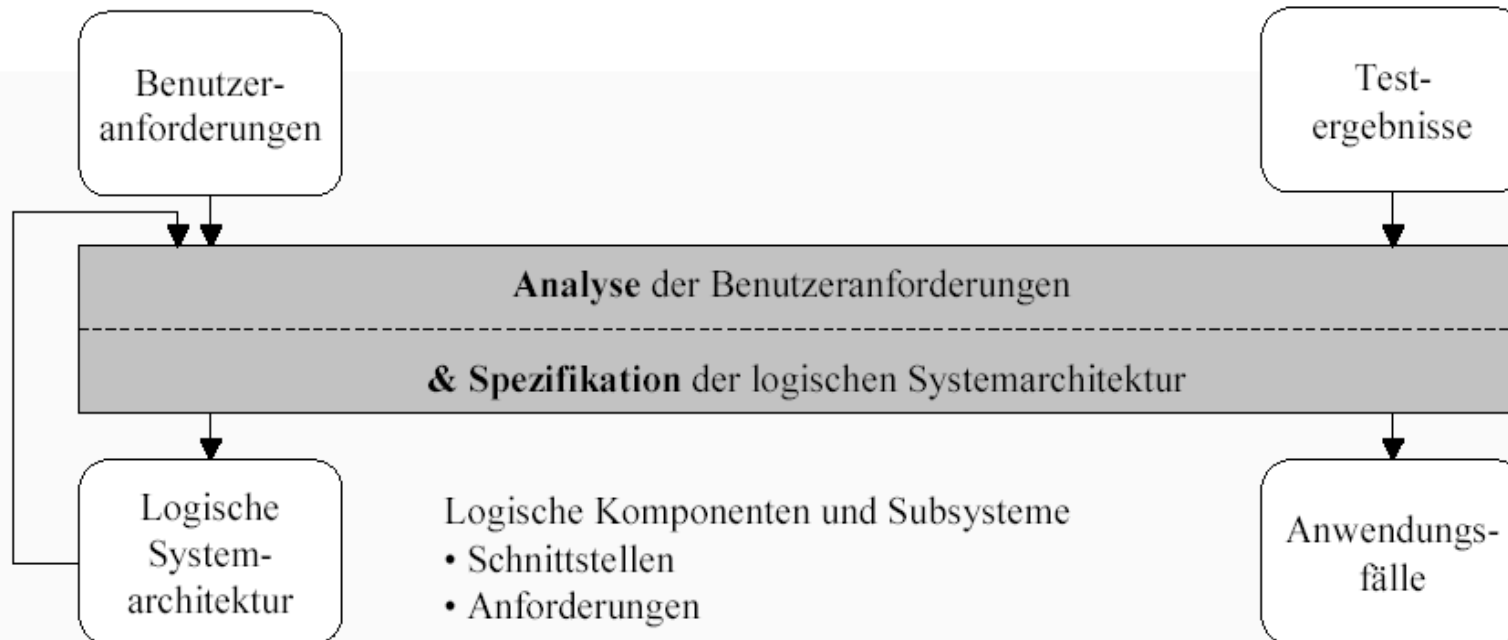 Benutzer-
anforderungen
Test-
ergebnisse
Analyse der Benutzeranforderungen
& Spezifikation der logischen Systemarchitektur
Logische
System-
architektur
Logische Komponenten und Subsysteme
• Schnittstellen
• Anforderungen
Anwendungs-
fälle